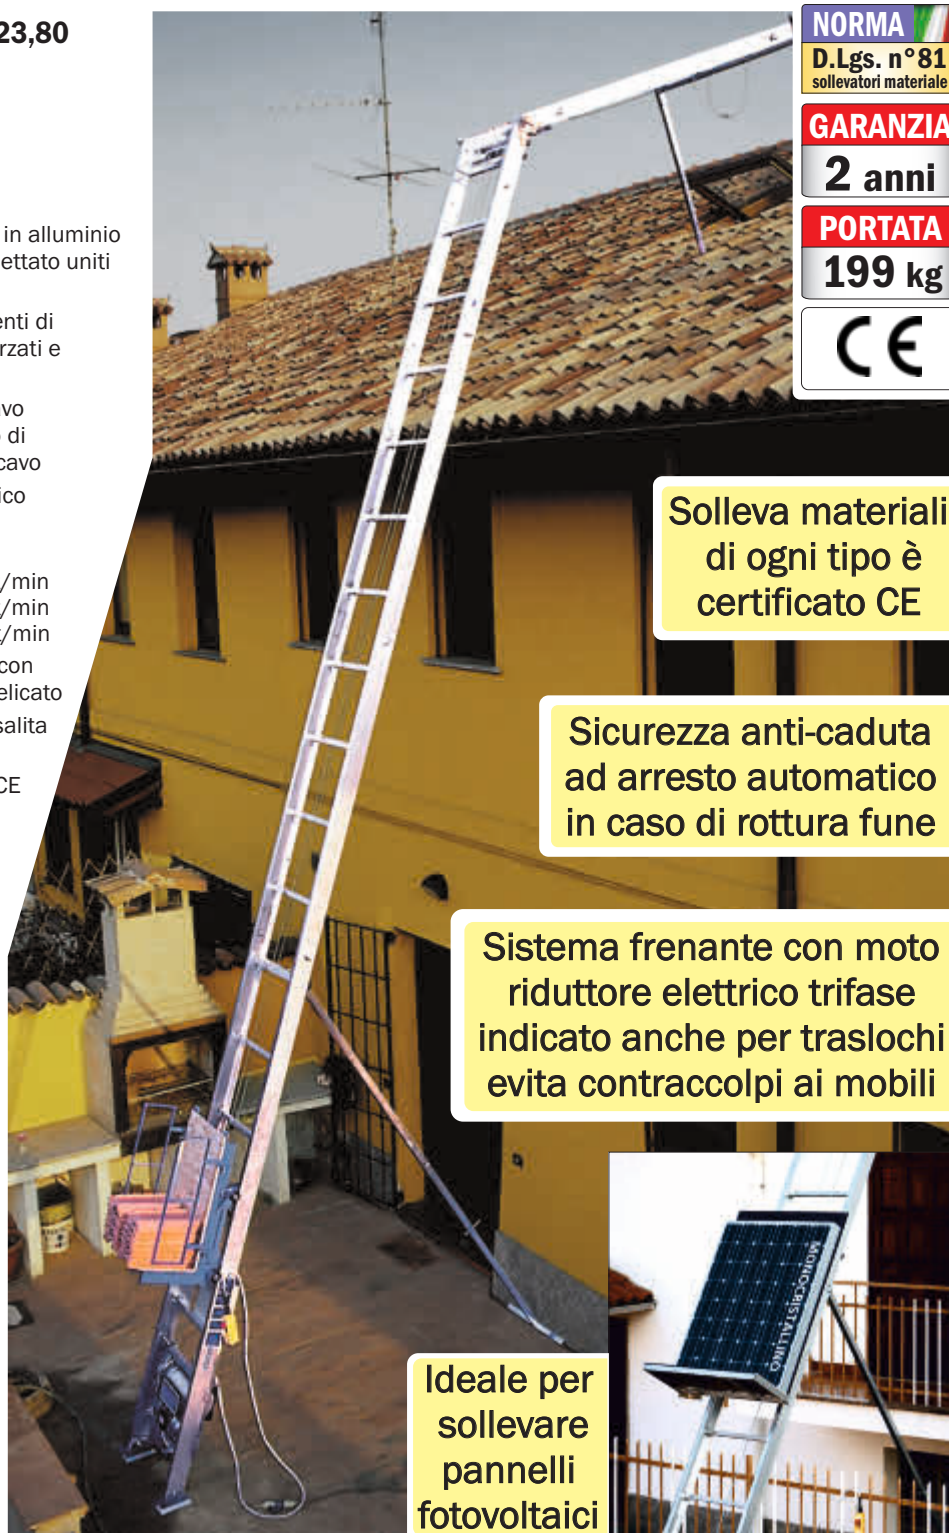 23,80
in alluminio
ettato uniti
enti di
rzati e
vo
di
cavo
ico
/min
/min
/min
con
elicato
salita
CE
NORMA
D.Lgs. n°81
sollevatori materiale
GARANZIA
2 anni
PORTATA
199 kg
CE
Solleva materiali
di ogni tipo è
certificato CE
Sicurezza anti-caduta
ad arresto automatico
in caso di rottura fune
Sistema frenante con moto
riduttore elettrico trifase
indicato anche per traslochi
evita contraccolpi ai mobili
MONOCRISTALLINO
Ideale per
sollevare
pannelli
fotovoltaici